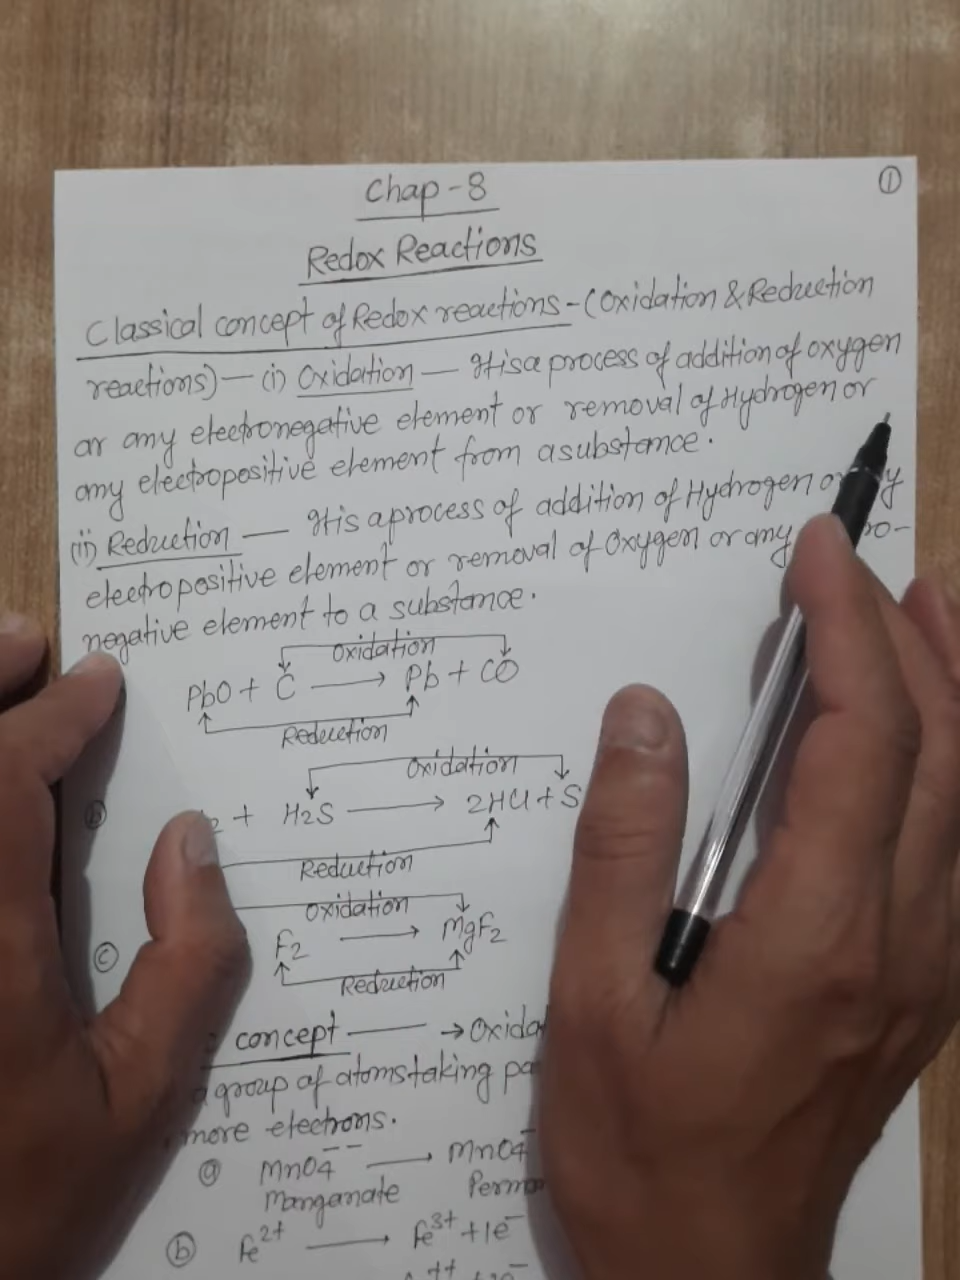 ①
Chap - 8
Redox Reactions
Classical concept of Redox reactions - (Oxidation & Reduction
reactions) — (i) Oxidation — It is a process of addition of oxygen
or any electronegative element or removal of Hydrogen or
any electropositive element from a substance.
(ii) Reduction — It is a process of addition of Hydrogen or
electropositive element or removal of Oxygen or any
negative element to a substance.
Oxidation
PbO + C ⟶ Pb + CO
Reduction
Oxidation
ⓑ + H2S ⟶ 2HCl + S
Reduction
Oxidation
ⓒ F2 ⟶ MgF2
Reduction
concept — → 
a group of atoms taking
more electrons.
ⓐ MnO4⁻⁻ ⟶ MnO4⁻
Manganate
ⓑ Fe²⁺ ⟶ Fe³⁺ + 1e⁻